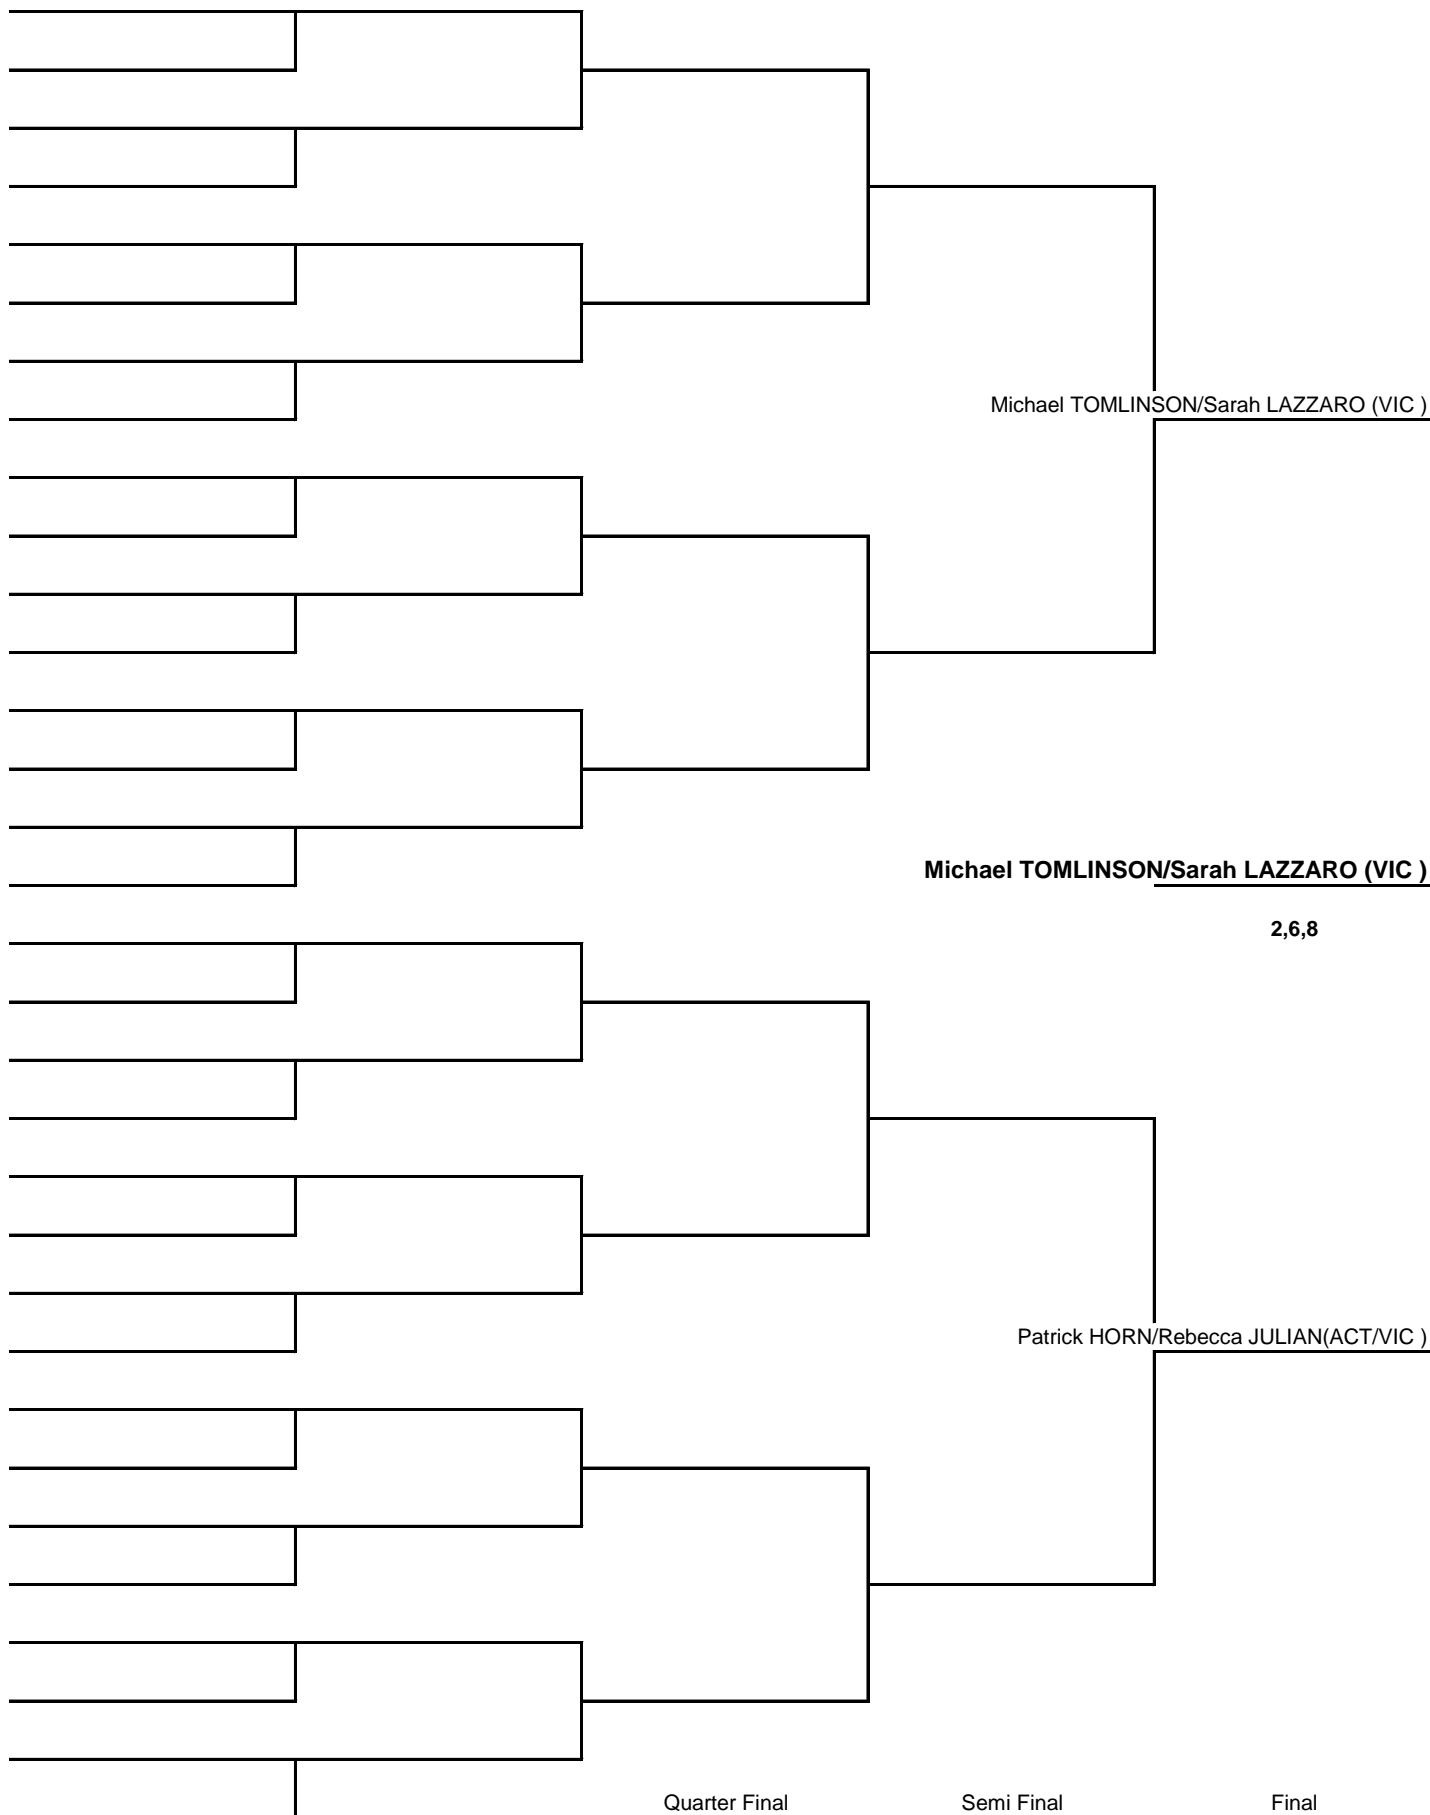 Michael TOMLINSON/Sarah LAZZARO (VIC )
Michael TOMLINSON/Sarah LAZZARO (VIC )
2,6,8
Patrick HORN/Rebecca JULIAN(ACT/VIC )
Quarter Final Semi Final Final